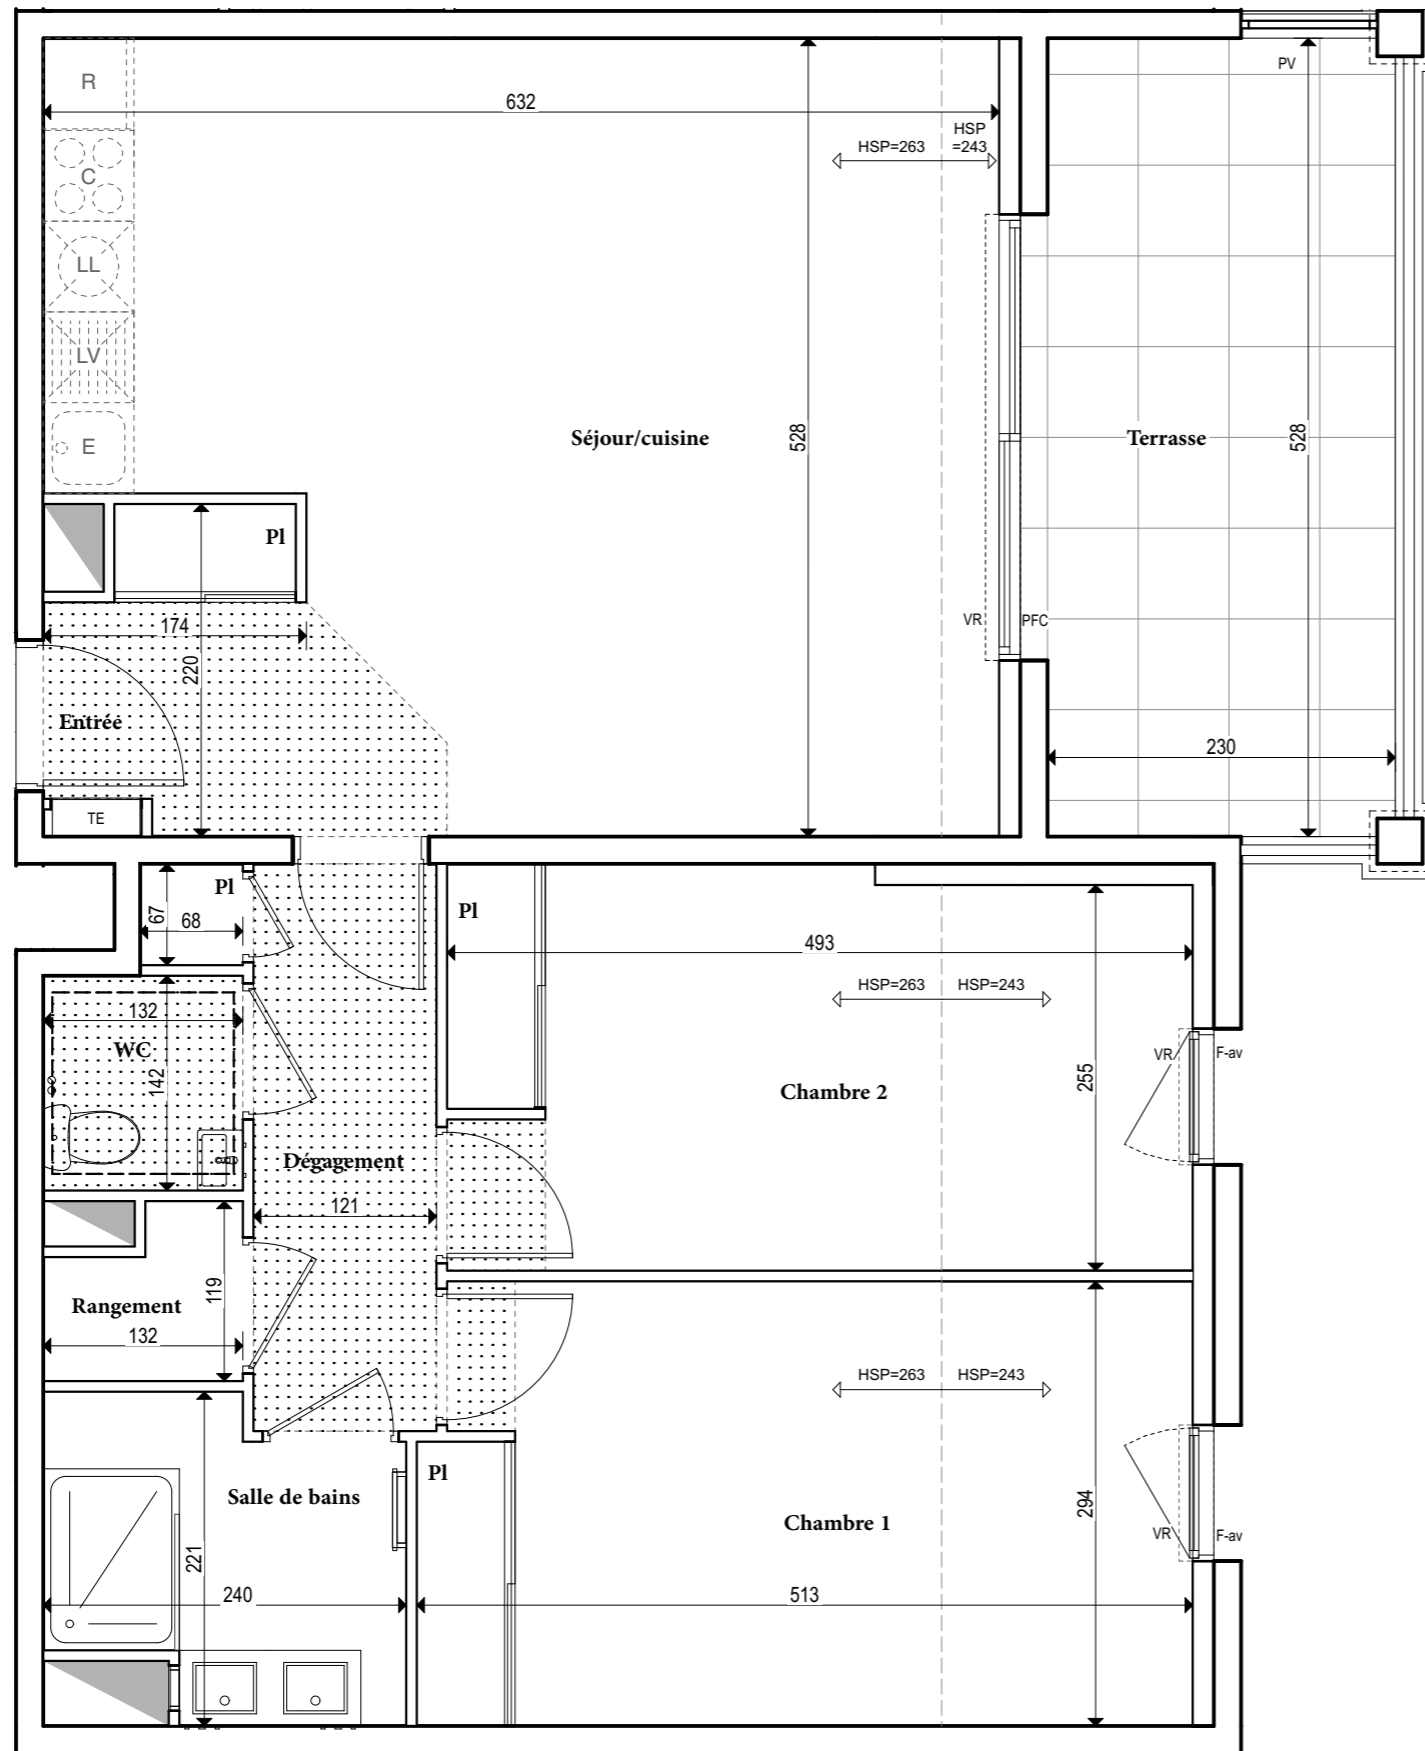 R
632
PV
HSP
HSP=263
=243
C
LL
LV
E
Séjour/cuisine
528
Terrasse
528
Pl
174
220
VR
PFC
Entrée
230
TE
Pl
67
68
Pl
493
HSP=263
HSP=243
132
WC
142
VR
F-av
255
Chambre 2
Dégagement
121
119
Rangement
132
HSP=263
HSP=243
Pl
Salle de bains
294
Chambre 1
VR
F-av
221
240
513